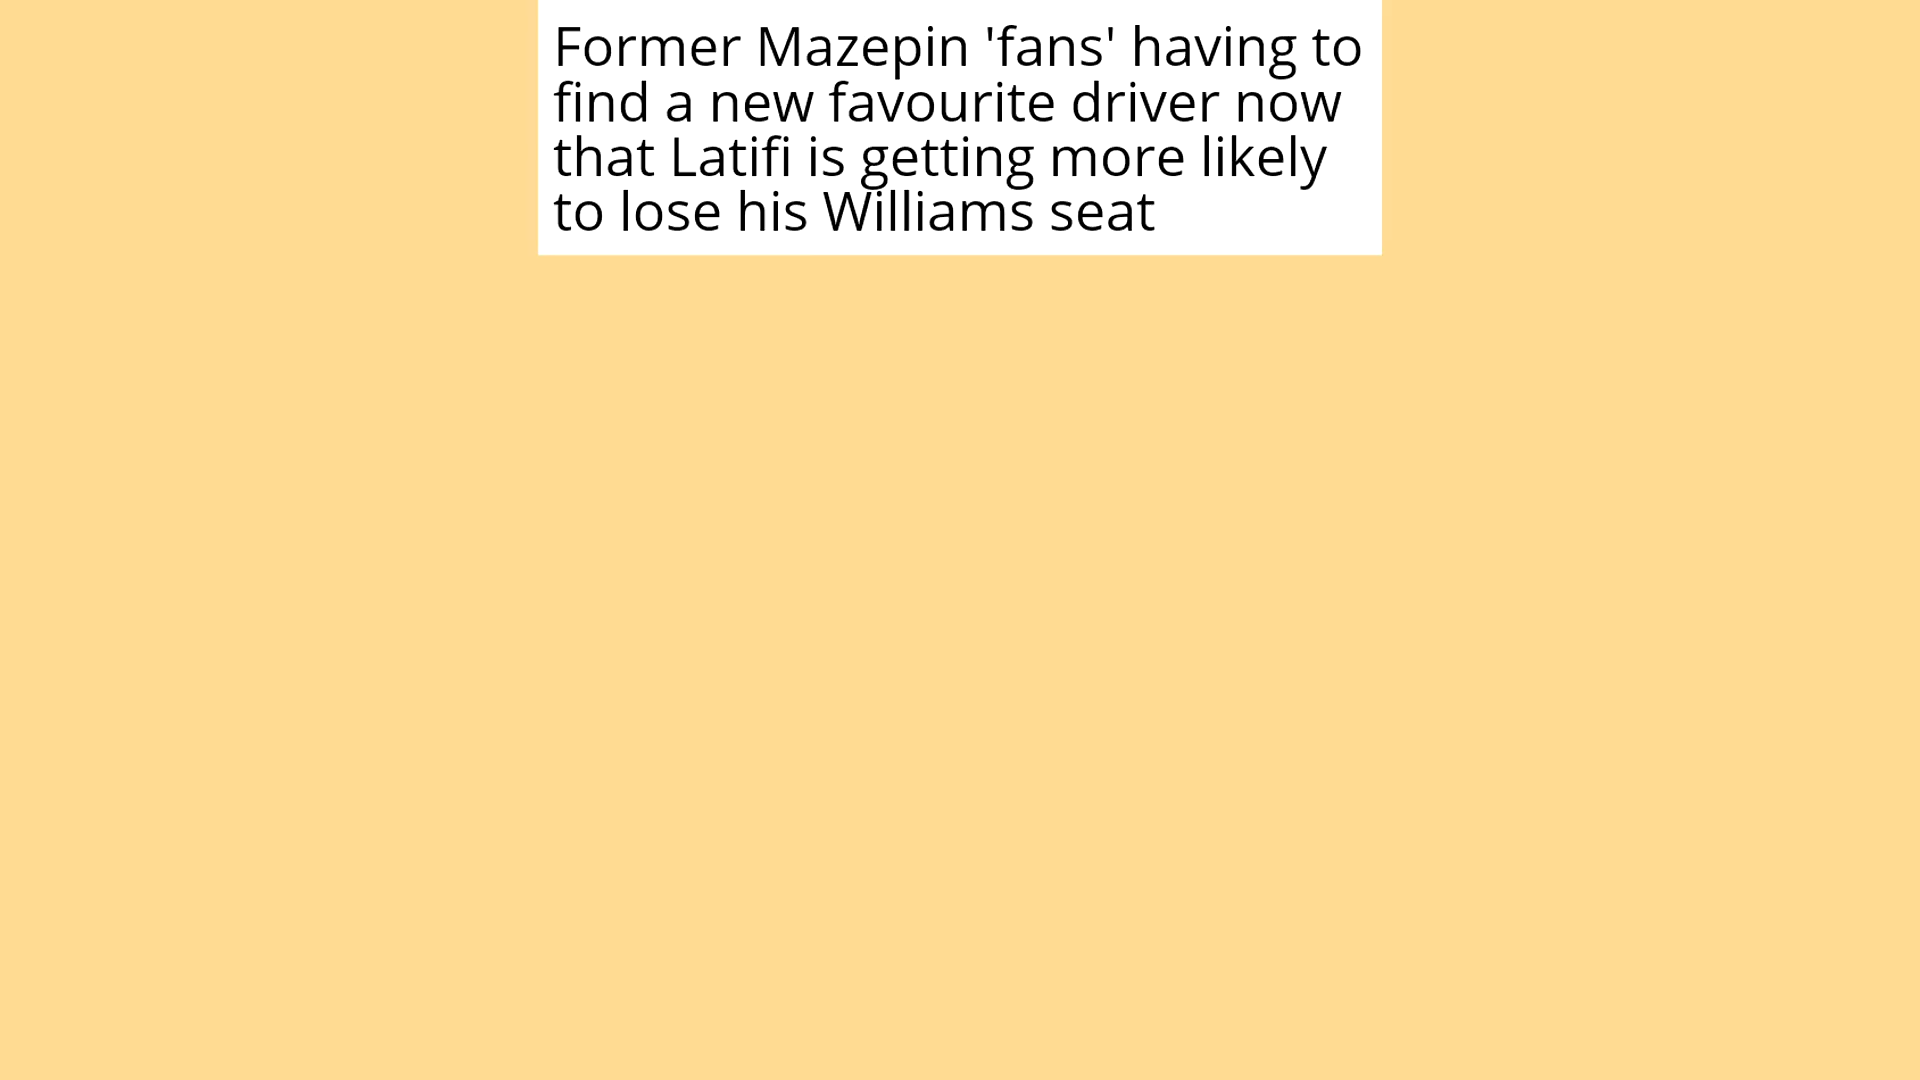 Former Mazepin 'fans' having to
find a new favourite driver now
that Latifi is getting more likely
to lose his Williams seat